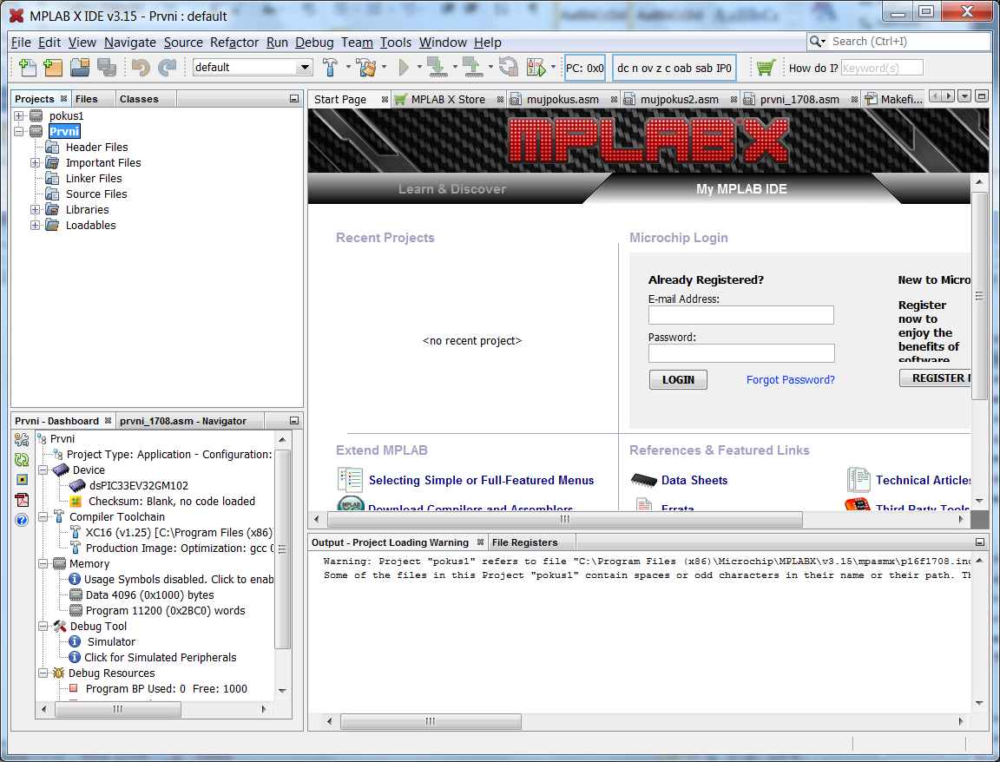 MPLAB X IDE v3.15 - Prvni : default
File Edit View Navigate Source Refactor Run Debug Team Tools Window Help
Search (Ctrl+I)
default
PC: 0x0
dc n ov z c oab sab IP0
How do I?
Keyword(s)
Projects
Files
Classes
pokus1
Prvni
Header Files
Important Files
Linker Files
Source Files
Libraries
Loadables
Prvni - Dashboard
prvni_1708.asm - Navigator
Prvni
Project Type: Application - Configuration:
Device
dsPIC33EV32GM102
Checksum: Blank, no code loaded
Compiler Toolchain
XC16 (v1.25) [C:\Program Files (x86)
Production Image: Optimization: gcc 0
Memory
Usage Symbols disabled. Click to enab
Data 4096 (0x1000) bytes
Program 11200 (0x2BC0) words
Debug Tool
Simulator
Click for Simulated Peripherals
Debug Resources
Program BP Used: 0 Free: 1000
Start Page
MPLAB X Store
mujpokus.asm
mujpokus2.asm
prvni_1708.asm
Makefi...
MPLAB X
Learn & Discover
My MPLAB IDE
Recent Projects
<no recent project>
Microchip Login
Already Registered?
E-mail Address:
Password:
LOGIN
Forgot Password?
New to Micro
Register
now to
enjoy the
benefits of
software
REGISTER
Extend MPLAB
Selecting Simple or Full-Featured Menus
Download Compilers and Assemblers
References & Featured Links
Data Sheets
Errata
Technical Articles
Third Party Tools
Output - Project Loading Warning
File Registers
Warning: Project "pokus1" refers to file "C:\Program Files (x86)\Microchip\MPLABX\v3.15\mpasmx\p16f1708.inc
Some of the files in this Project "pokus1" contain spaces or odd characters in their name or their path. Th